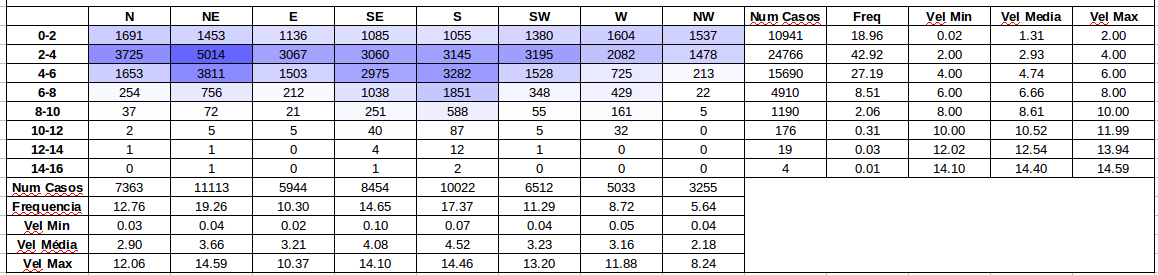 N NE E SE S SW W NW Num Casos Freq Vel Min Vel Media Vel Max
0-2 1691 1453 1136 1085 1055 1380 1604 1537 10941 18.96 0.02 1.31 2.00
2-4 3725 5014 3067 3060 3145 3195 2082 1478 24766 42.92 2.00 2.93 4.00
4-6 1653 3811 1503 2975 3282 1528 725 213 15690 27.19 4.00 4.74 6.00
6-8 254 756 212 1038 1851 348 429 22 4910 8.51 6.00 6.66 8.00
8-10 37 72 21 251 588 55 161 5 1190 2.06 8.00 8.61 10.00
10-12 2 5 5 40 87 5 32 0 176 0.31 10.00 10.52 11.99
12-14 1 1 0 4 12 1 0 0 19 0.03 12.02 12.54 13.94
14-16 0 1 0 1 2 0 0 0 4 0.01 14.10 14.40 14.59
Num Casos 7363 11113 5944 8454 10022 6512 5033 3255
Frequencia 12.76 19.26 10.30 14.65 17.37 11.29 8.72 5.64
Vel Min 0.03 0.04 0.02 0.10 0.07 0.04 0.05 0.04
Vel Média 2.90 3.66 3.21 4.08 4.52 3.23 3.16 2.18
Vel Max 12.06 14.59 10.37 14.10 14.46 13.20 11.88 8.24